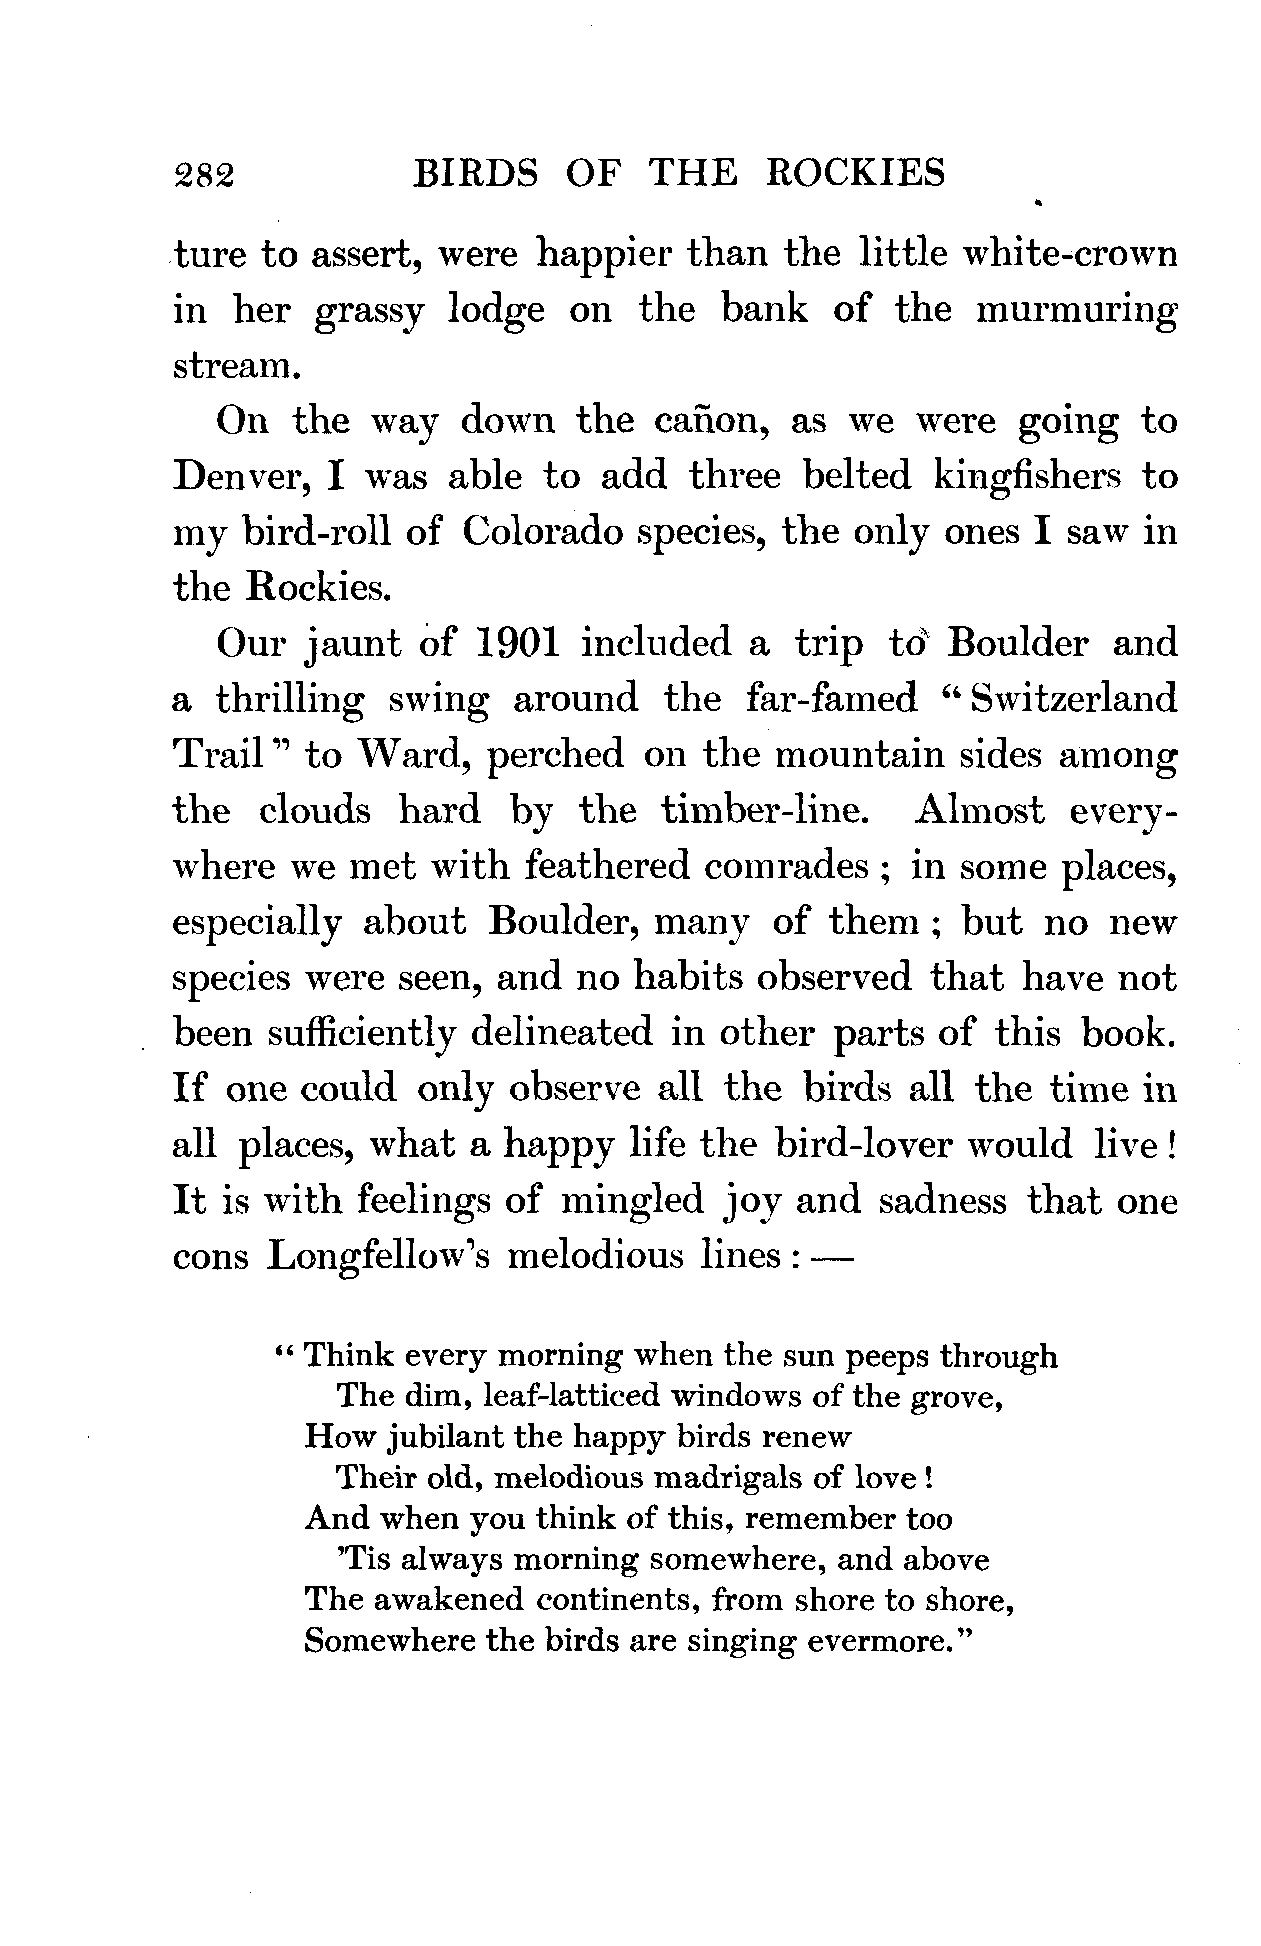 282 BIRDS OF THE ROCKIES
ture to assert, were happier than the little white-crown
in her grassy lodge on the bank of the murmuring
stream.
On the way down the cañon, as we were going to
Denver, I was able to add three belted kingfishers to
my bird-roll of Colorado species, the only ones I saw in
the Rockies.
Our jaunt of 1901 included a trip to Boulder and
a thrilling swing around the far-famed “ Switzerland
Trail ” to Ward, perched on the mountain sides among
the clouds hard by the timber-line. Almost every-
where we met with feathered comrades ; in some places,
especially about Boulder, many of them ; but no new
species were seen, and no habits observed that have not
been sufficiently delineated in other parts of this book.
If one could only observe all the birds all the time in
all places, what a happy life the bird-lover would live !
It is with feelings of mingled joy and sadness that one
cons Longfellow’s melodious lines : —
“ Think every morning when the sun peeps through
The dim, leaf-latticed windows of the grove,
How jubilant the happy birds renew
Their old, melodious madrigals of love !
And when you think of this, remember too
’Tis always morning somewhere, and above
The awakened continents, from shore to shore,
Somewhere the birds are singing evermore.”